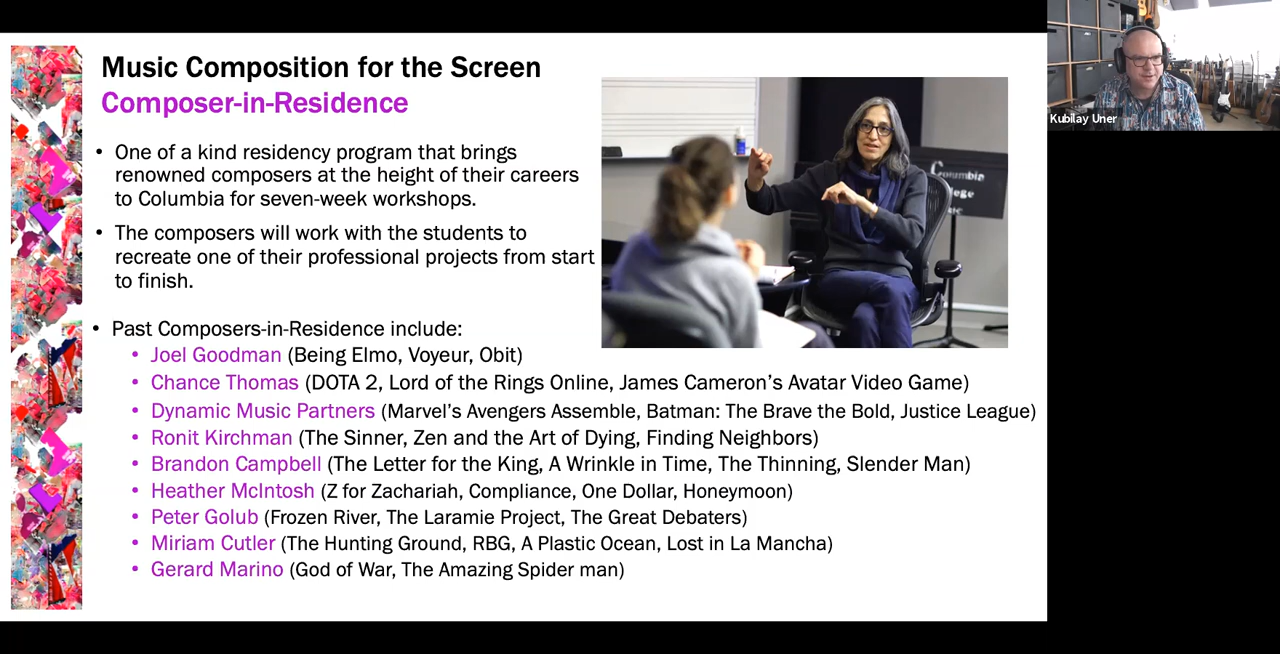 Music Composition for the Screen
Composer-in-Residence
• One of a kind residency program that brings
renowned composers at the height of their careers
to Columbia for seven-week workshops.
• The composers will work with the students to
recreate one of their professional projects from start
to finish.
• Past Composers-in-Residence include:
• Joel Goodman (Being Elmo, Voyeur, Obit)
• Chance Thomas (DOTA 2, Lord of the Rings Online, James Cameron’s Avatar Video Game)
• Dynamic Music Partners (Marvel’s Avengers Assemble, Batman: The Brave the Bold, Justice League)
• Ronit Kirchman (The Sinner, Zen and the Art of Dying, Finding Neighbors)
• Brandon Campbell (The Letter for the King, A Wrinkle in Time, The Thinning, Slender Man)
• Heather McIntosh (Z for Zachariah, Compliance, One Dollar, Honeymoon)
• Peter Golub (Frozen River, The Laramie Project, The Great Debaters)
• Miriam Cutler (The Hunting Ground, RBG, A Plastic Ocean, Lost in La Mancha)
• Gerard Marino (God of War, The Amazing Spider man)
Columbia
Kubilay Uner